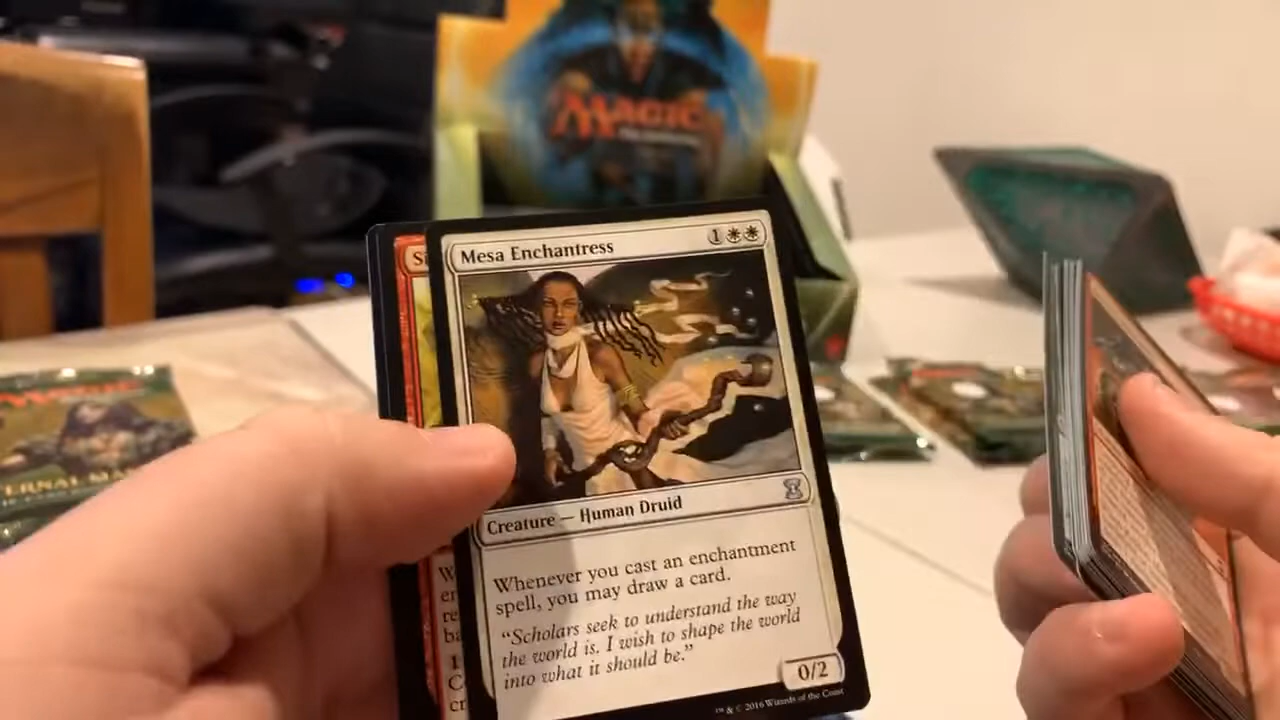 MAGIC
Mesa Enchantress
1
Creature — Human Druid
Whenever you cast an enchantment
spell, you may draw a card.
"Scholars seek to understand the way
the world is. I wish to shape the world
into what it should be."
0/2
™ & © 2016 Wizards of the Coast